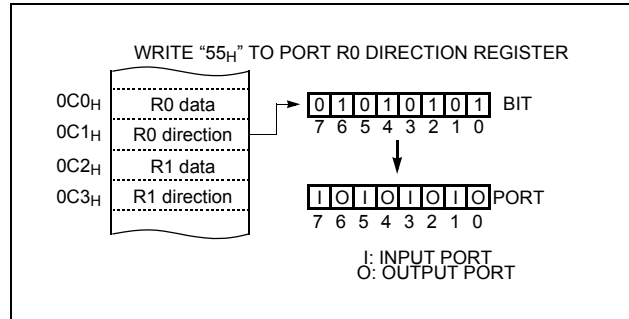 WRITE “55H” TO PORT R0 DIRECTION REGISTER
0C0H R0 data
0C1H R0 direction
0C2H R1 data
0C3H R1 direction
0 1 0 1 0 1 0 1 BIT
7 6 5 4 3 2 1 0
I O I O I O I O PORT
7 6 5 4 3 2 1 0
I: INPUT PORT
O: OUTPUT PORT